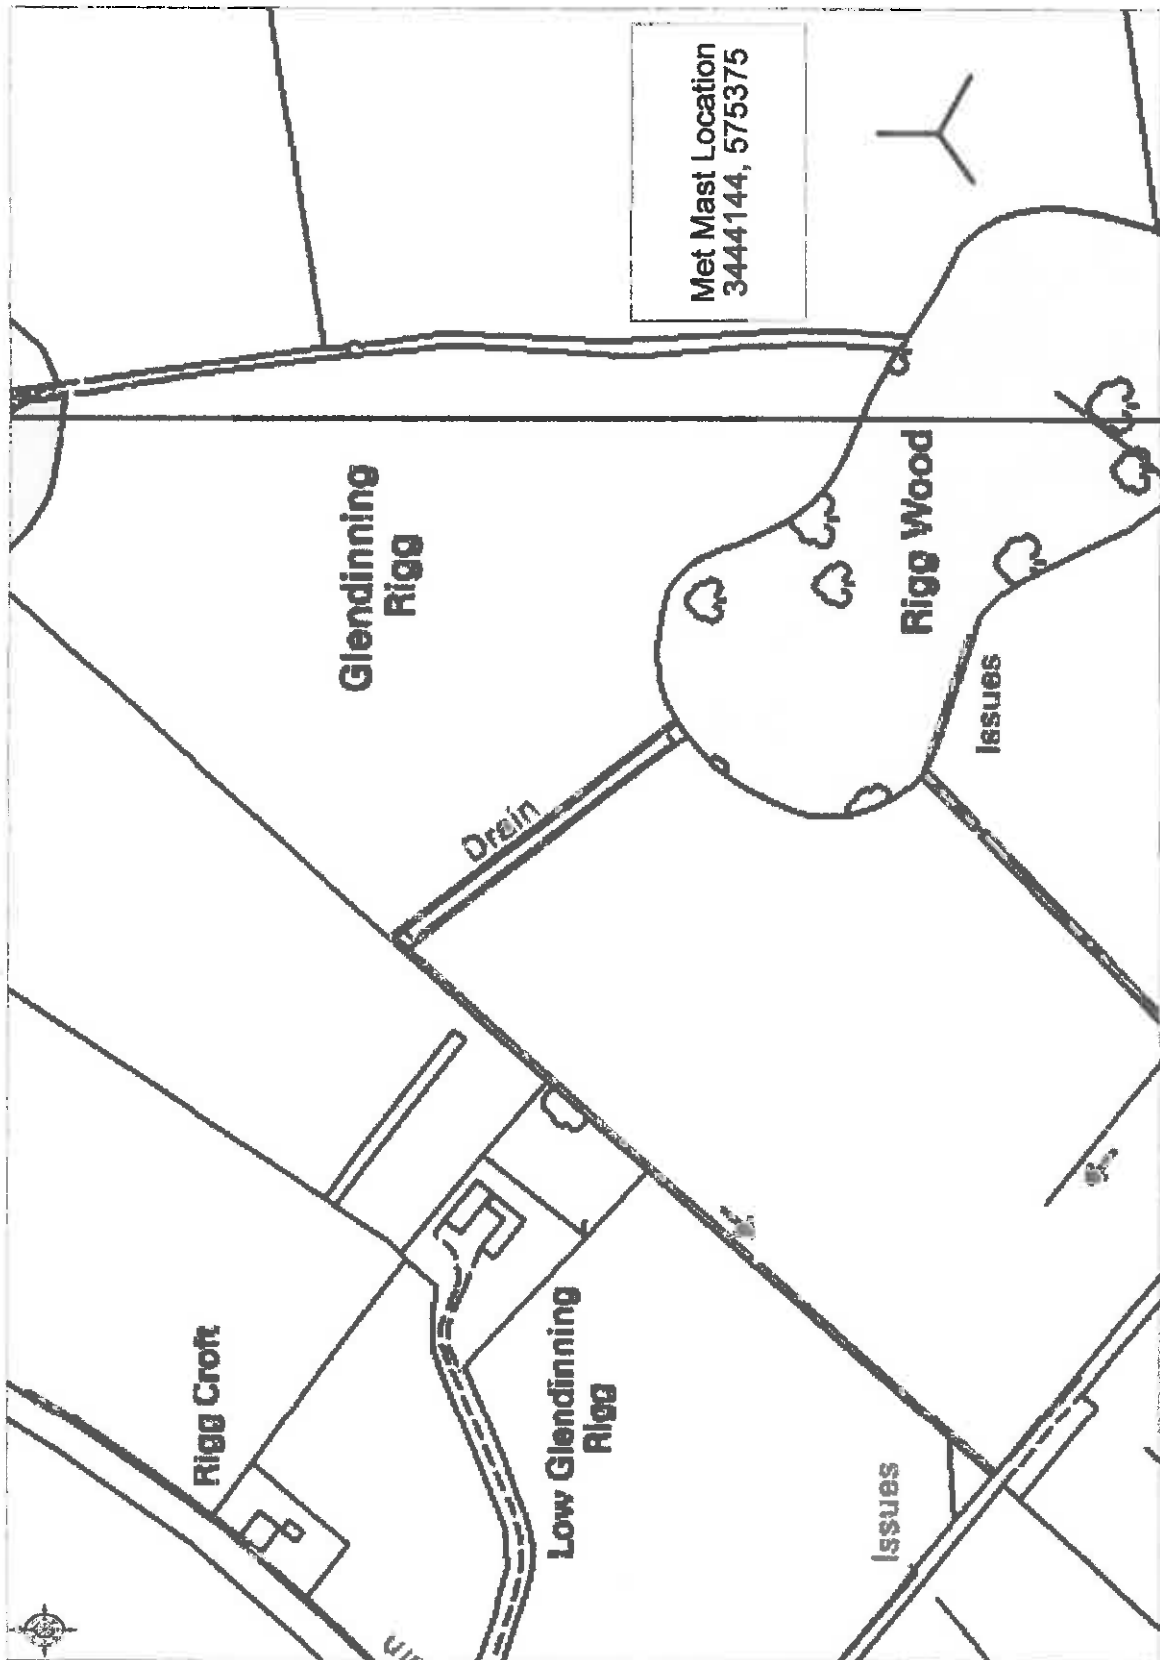 Rigg Croft
Glendinning
Rigg
Drain
Low Glendinning
Rigg
Met Mast Location
3444144, 575375
Issues
Rigg Wood
Issues